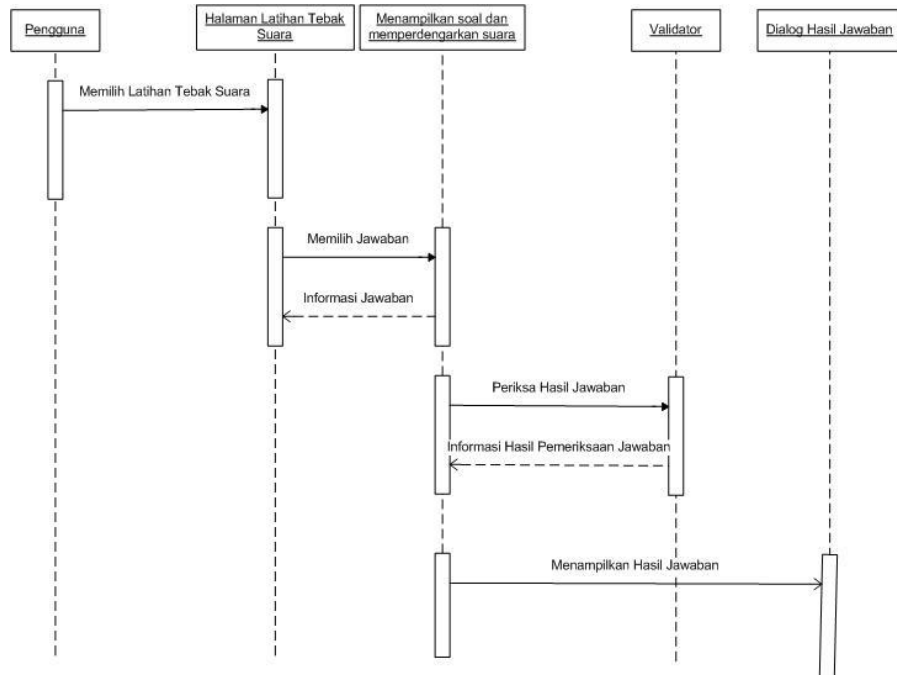 Pengguna
Halaman Latihan Tebak
Suara
Menampilkan soal dan
memperdengarkan suara
Validator
Dialog Hasil Jawaban
Memilih Latihan Tebak Suara
Memilih Jawaban
Informasi Jawaban
Periksa Hasil Jawaban
Informasi Hasil Pemeriksaan Jawaban
Menampilkan Hasil Jawaban